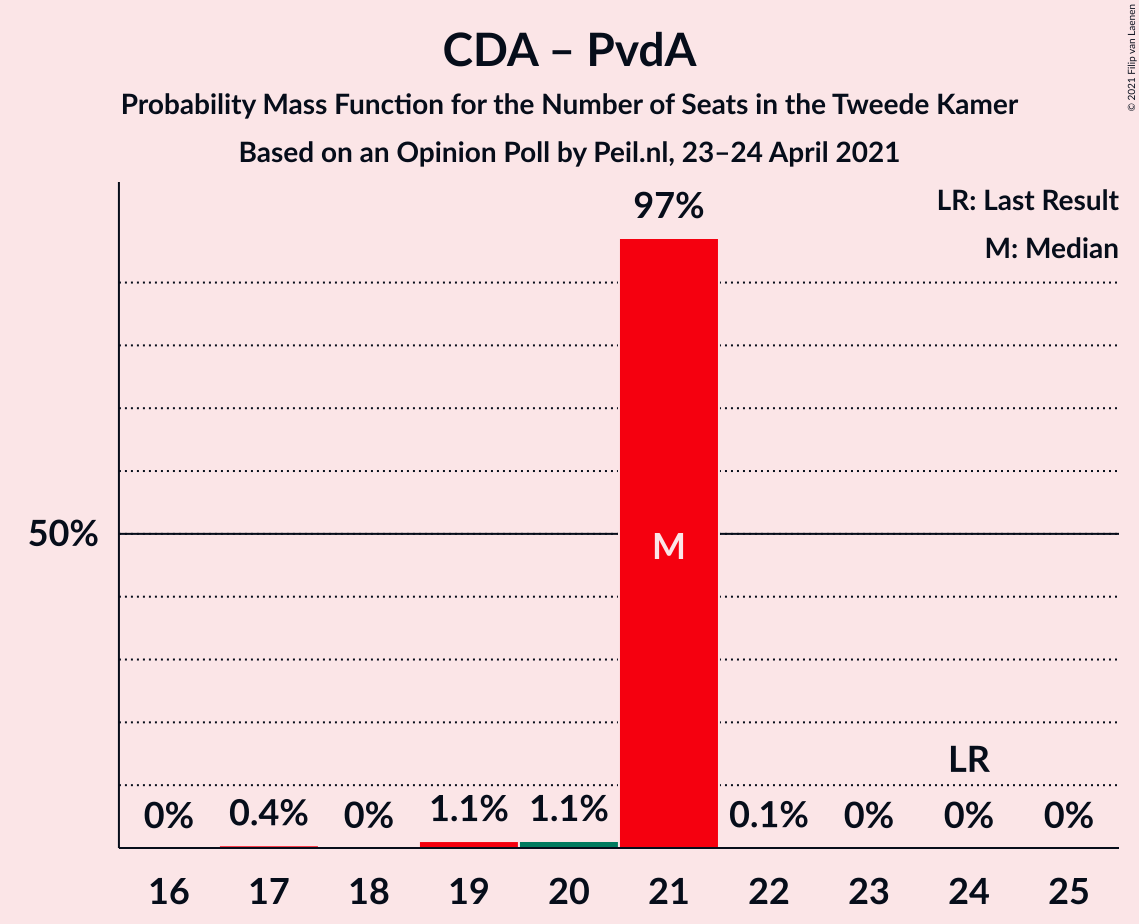 CDA – PvdA
Probability Mass Function for the Number of Seats in the Tweede Kamer
Based on an Opinion Poll by Peil.nl, 23–24 April 2021
© 2021 Filip van Laenen
LR: Last Result
M: Median
97%
50%
M
LR
0% 0.4% 0% 1.1% 1.1% 0.1% 0% 0% 0%
16 17 18 19 20 21 22 23 24 25